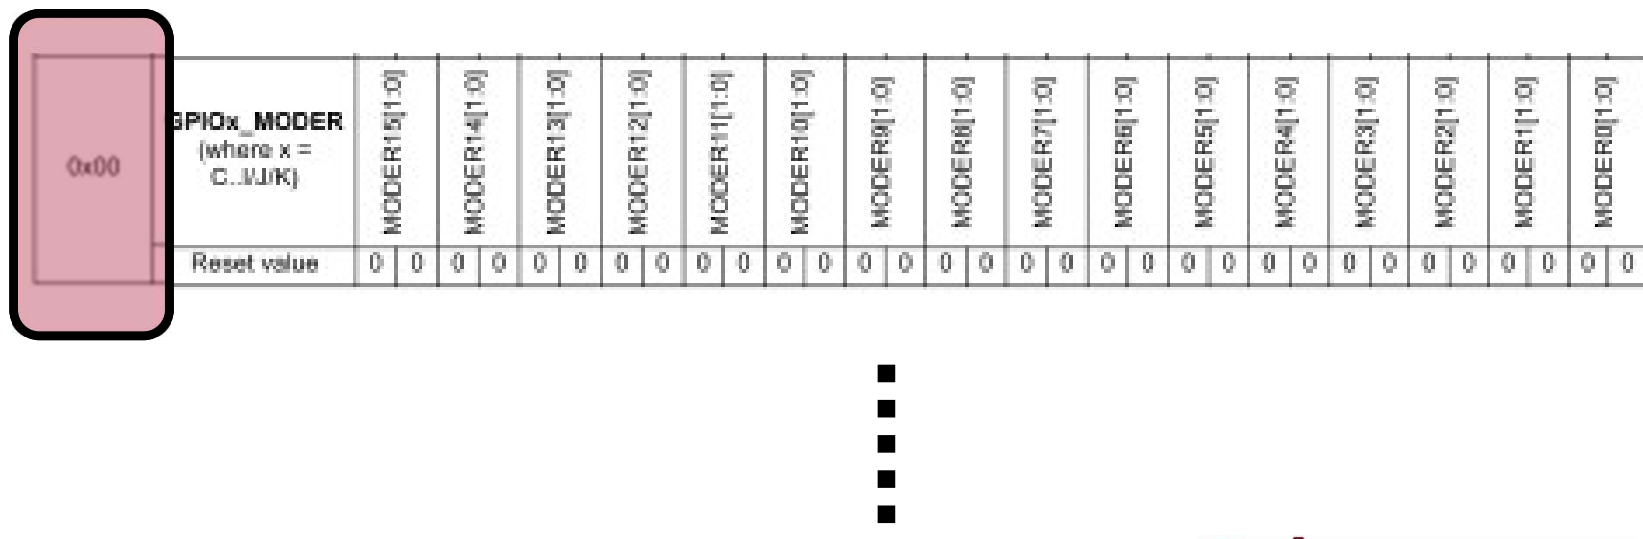 0x00
GPIOx_MODER
(where x =
C..I/J/K)
MODER15[1:0]
MODER14[1:0]
MODER13[1:0]
MODER12[1:0]
MODER11[1:0]
MODER10[1:0]
MODER9[1:0]
MODER8[1:0]
MODER7[1:0]
MODER6[1:0]
MODER5[1:0]
MODER4[1:0]
MODER3[1:0]
MODER2[1:0]
MODER1[1:0]
MODER0[1:0]
Reset value 0 0 0 0 0 0 0 0 0 0 0 0 0 0 0 0 0 0 0 0 0 0 0 0 0 0 0 0 0 0 0 0